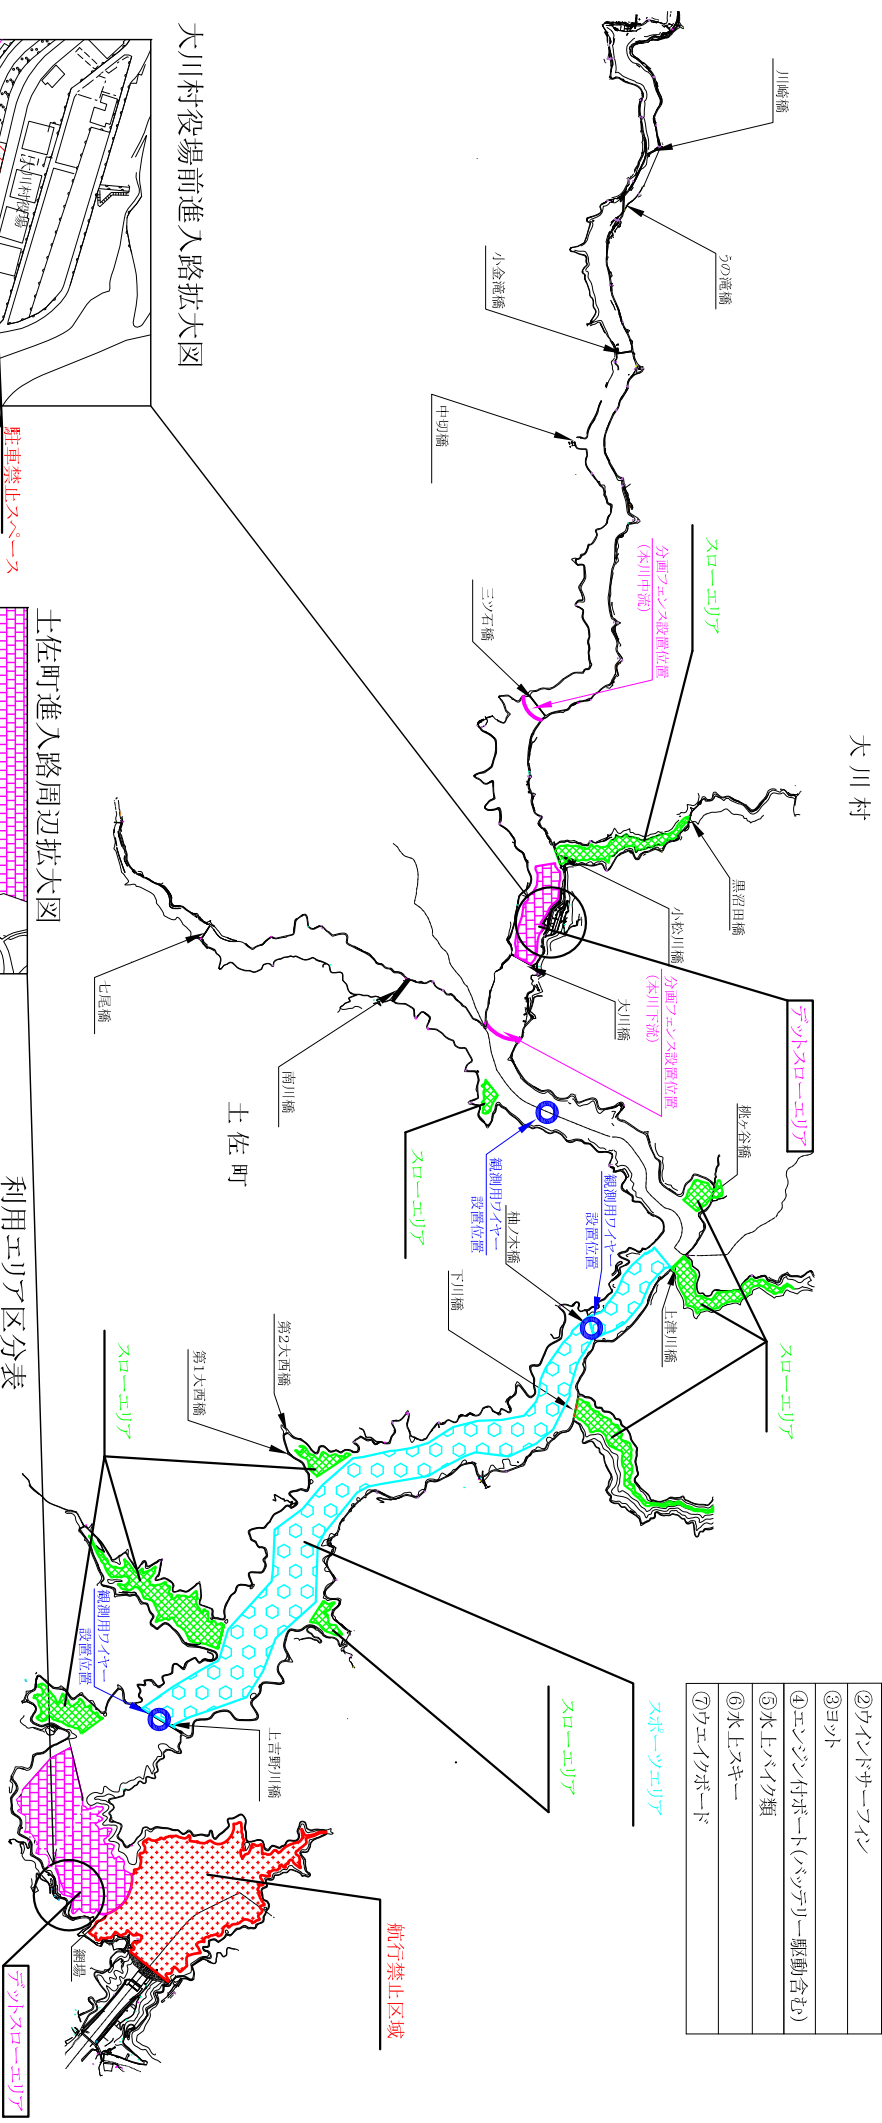 ②ウインドサーフィン
③ヨット
④エンジン付ボート(バッテリー駆動含む)
⑤水上バイク類
⑥水上スキー
⑦ウエイクボード
大川村
川崎橋
うの滝橋
小金滝橋
中切橋
スローエリア
分画フェンス設置位置
(本川中流)
三ツ石橋
黒沼田橋
小松川橋
大川橋
分画フェンス設置位置
(本川下流)
デットスローエリア
桃ヶ谷橋
上津川橋
スローエリア
観測用ワイヤー
設置位置
柚ノ木橋
観測用ワイヤー
設置位置
下川橋
スローエリア
南川橋
七尾橋
土佐町
第2大西橋
第1大西橋
スローエリア
スポーツエリア
スローエリア
上吉野川橋
観測用ワイヤー
設置位置
航行禁止区域
網場
デットスローエリア
大川村役場前進入路拡大図
大川村役場
駐車禁止スペース
土佐町進入路周辺拡大図
利用エリア区分表